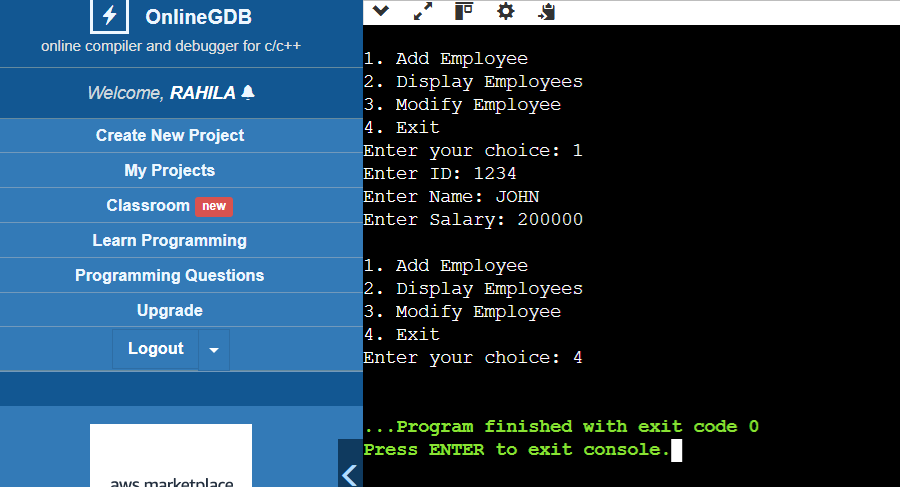 OnlineGDB
online compiler and debugger for c/c++
Welcome, RAHILA
Create New Project
My Projects
Classroom new
Learn Programming
Programming Questions
Upgrade
Logout
aws marketplace
1. Add Employee
2. Display Employees
3. Modify Employee
4. Exit
Enter your choice: 1
Enter ID: 1234
Enter Name: JOHN
Enter Salary: 200000
1. Add Employee
2. Display Employees
3. Modify Employee
4. Exit
Enter your choice: 4
...Program finished with exit code 0
Press ENTER to exit console.